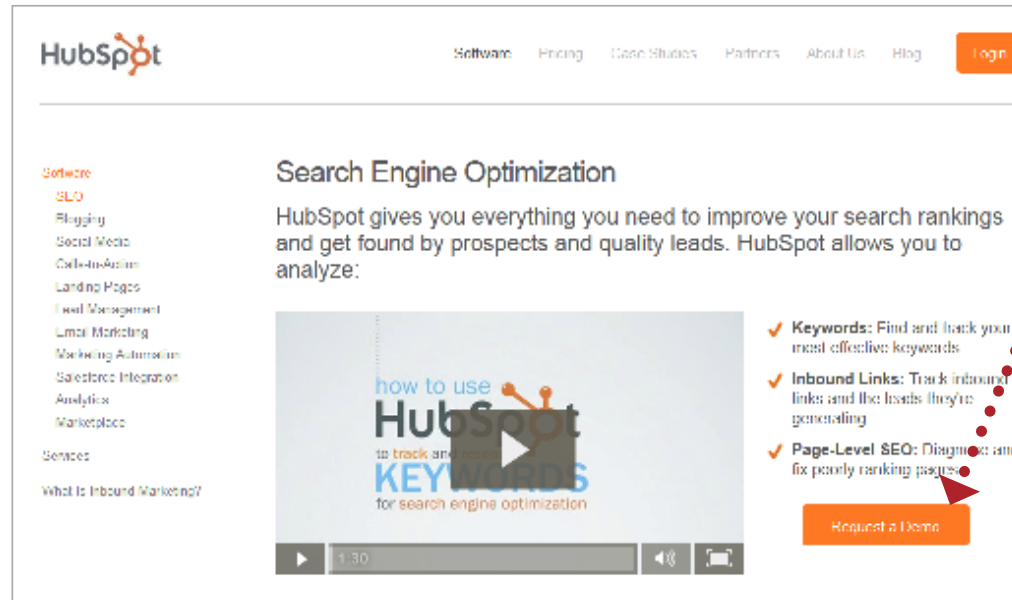 HubSpot
Software Pricing Case Studies Partners About Us Blog Login
Software
SEO
Blogging
Social Media
Calls-to-Action
Landing Pages
Lead Management
Email Marketing
Marketing Automation
Salesforce Integration
Analytics
Marketplace
Services
What Is Inbound Marketing?
Search Engine Optimization
HubSpot gives you everything you need to improve your search rankings
and get found by prospects and quality leads. HubSpot allows you to
analyze:
how to use
HubSpot
to track and
KEYWORDS
for search engine optimization
1:30
Keywords: Find and track your
most effective keywords
Inbound Links: Track inbound
links and the leads they're
generating
Page-Level SEO: Diagnose and
fix poorly ranking pages
Request a Demo